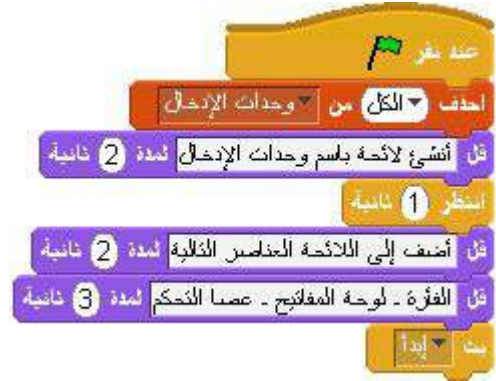 عند نقر
احذف الكل من وحدات الإدخال
قل أنشئ لائحة باسم وحدات الإدخال لمدة 2 ثانية
انتظر 1 ثانية
قل أضف إلى اللائحة العناصر التالية لمدة 2 ثانية
قل الفأرة - لوحة المفاتيح - عصا التحكم لمدة 3 ثانية
بث إبدأ